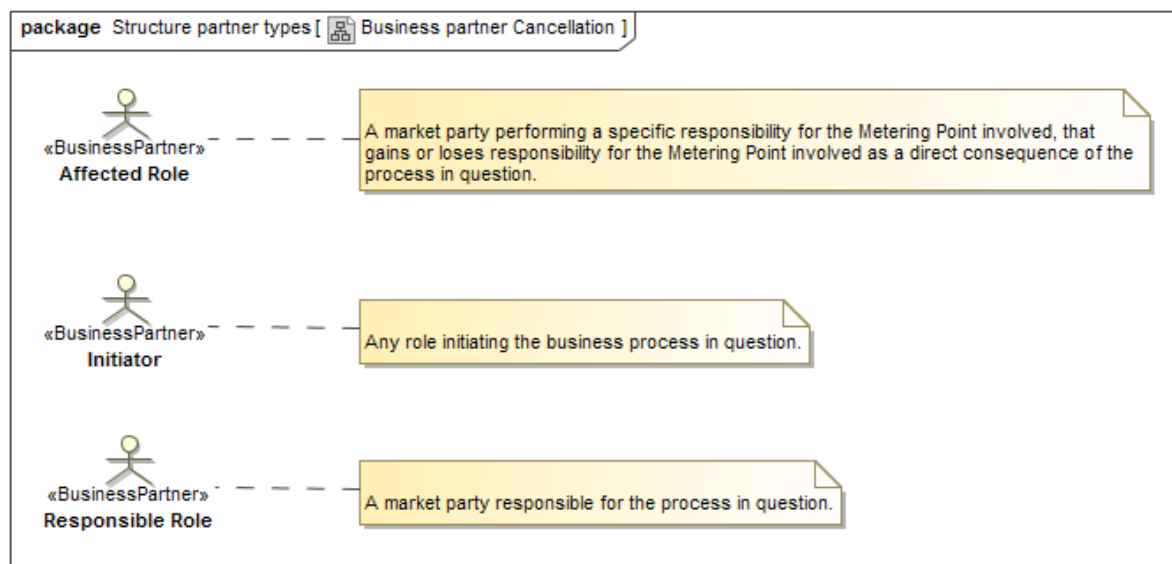 package Structure partner types [ Business partner Cancellation ]
«BusinessPartner»
Affected Role
A market party performing a specific responsibility for the Metering Point involved, that
gains or loses responsibility for the Metering Point involved as a direct consequence of the
process in question.
«BusinessPartner»
Initiator
Any role initiating the business process in question.
«BusinessPartner»
Responsible Role
A market party responsible for the process in question.